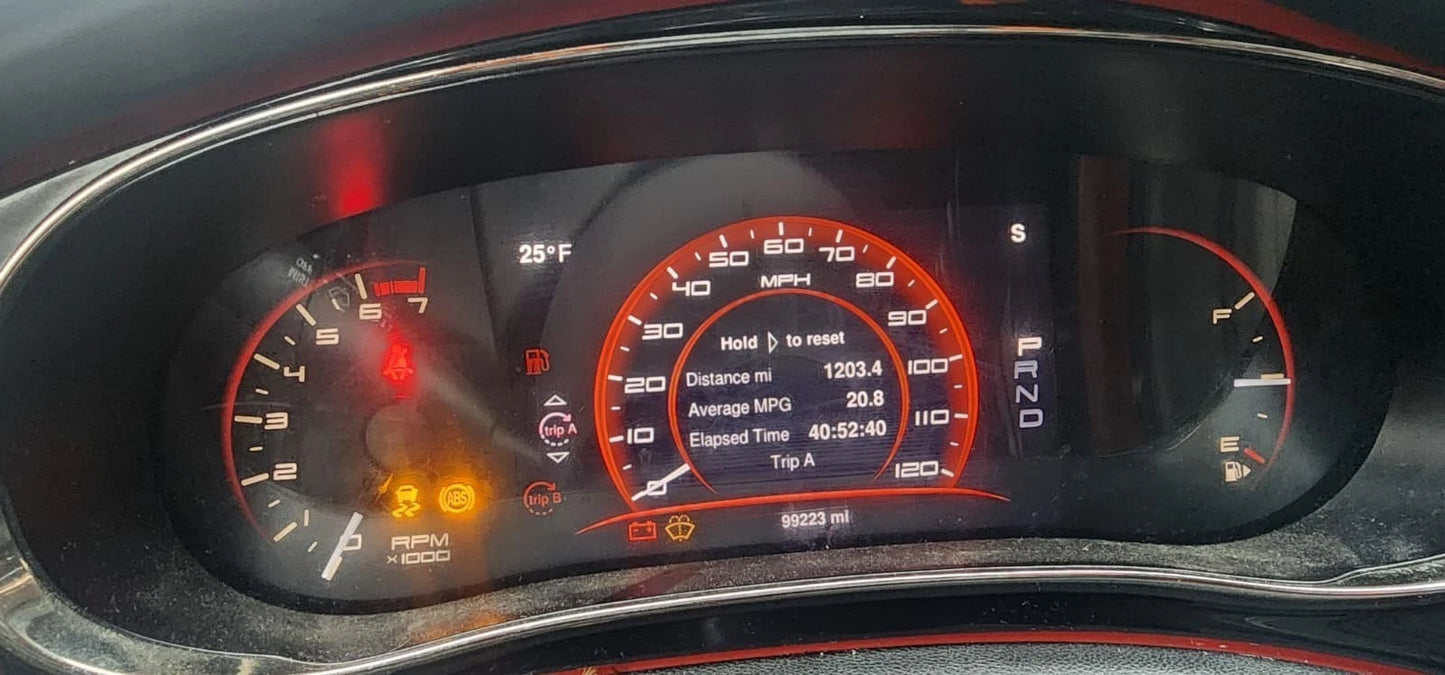 25°F
S
7
6
5
4
3
2
1
0
RPM
x1000
ABS
trip A
trip B
0
10
20
30
40
50
60
70
80
90
100
110
120
MPH
Hold ▷ to reset
Distance mi 1203.4
Average MPG 20.8
Elapsed Time 40:52:40
Trip A
99223 mi
P
R
N
D
F
E